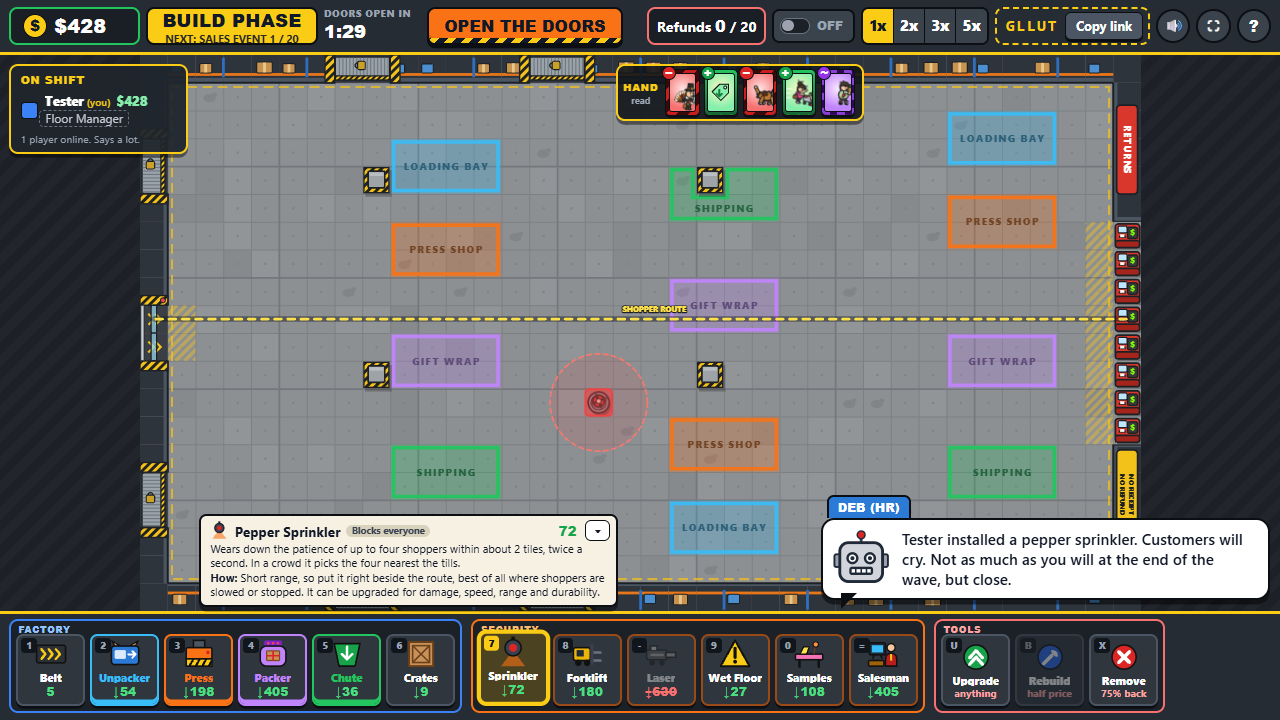 $ $428
BUILD PHASE
NEXT: SALES EVENT 1 / 20
DOORS OPEN IN
1:29
OPEN THE DOORS
Refunds 0 / 20
OFF
1x 2x 3x 5x
GLLUT
Copy link
?
ON SHIFT
Tester (you) $428
Floor Manager
1 player online. Says a lot.
HAND
read
LOADING BAY
LOADING BAY
RETURNS
SHIPPING
PRESS SHOP
PRESS SHOP
GIFT WRAP
SHOPPER ROUTE
GIFT WRAP
GIFT WRAP
PRESS SHOP
SHIPPING
SHIPPING
NO RECEIPT
NO REFUND
LOADING BAY
Pepper Sprinkler Blocks everyone 72
Wears down the patience of up to four shoppers within about 2 tiles, twice a
second. In a crowd it picks the four nearest the tills.
How: Short range, so put it right beside the route, best of all where shoppers are
slowed or stopped. It can be upgraded for damage, speed, range and durability.
DEB (HR)
Tester installed a pepper sprinkler. Customers will
cry. Not as much as you will at the end of the
wave, but close.
FACTORY
1 Belt 5
2 Unpacker ↓54
3 Press ↓198
4 Packer ↓405
5 Chute ↓36
6 Crates ↓9
SECURITY
7 Sprinkler ↓72
8 Forklift ↓180
- Laser ↓630
9 Wet Floor ↓27
0 Samples ↓108
= Salesman ↓405
TOOLS
U Upgrade anything
B Rebuild half price
X Remove 75% back